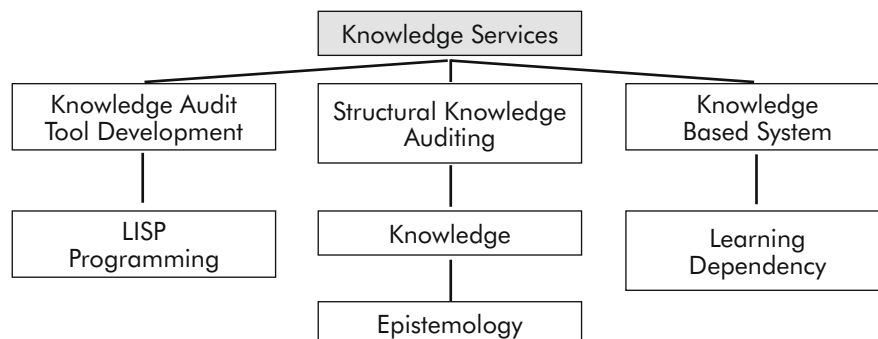 Knowledge Services
Knowledge Audit
Tool Development
Structural Knowledge
Auditing
Knowledge
Based System
LISP
Programming
Knowledge
Learning
Dependency
Epistemology